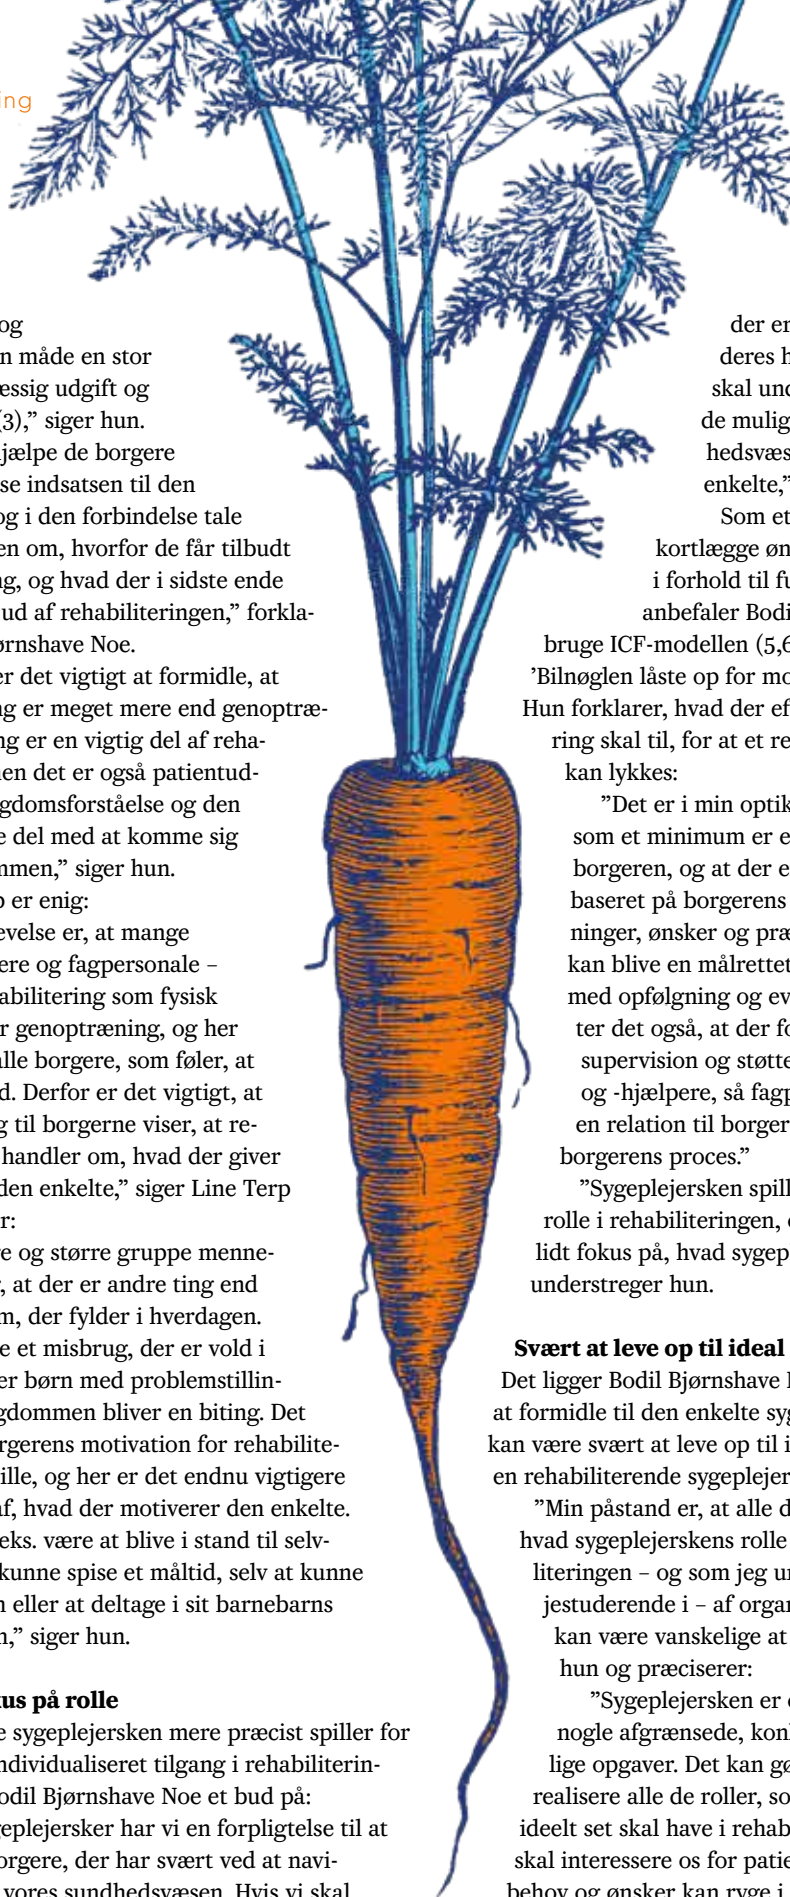 ing
og
n måde en stor
æssig udgift og
(3),” siger hun.
jælpe de borgere
se indsatsen til den
og i den forbindelse tale
en om, hvorfor de får tilbudt
ng, og hvad der i sidste ende
ud af rehabiliteringen,” forkla-
ørnshave Noe.
er det vigtigt at formidle, at
ng er meget mere end genoptræ-
ng er en vigtig del af reha-
nen det er også patientud-
gdomsforståelse og den
e del med at komme sig
mmen,” siger hun.
p er enig:
evelse er, at mange
ere og fagpersonale –
abilitering som fysisk
r genoptræning, og her
alle borgere, som føler, at
d. Derfor er det vigtigt, at
g til borgerne viser, at re-
handler om, hvad der giver
den enkelte,” siger Line Terp
r:
re og større gruppe menne-
r, at der er andre ting end
m, der fylder i hverdagen.
e et misbrug, der er vold i
er børn med problemstillin-
gdommen bliver en biting. Det
rgerens motivation for rehabilite-
ille, og her er det endnu vigtigere
af, hvad der motiverer den enkelte.
eks. være at blive i stand til selv-
kunne spise et måltid, selv at kunne
n eller at deltage i sit barnebarns
n,” siger hun.
kus på rolle
e sygeplejersken mere præcist spiller for
ndividualiseret tilgang i rehabiliterin-
odil Bjørnshave Noe et bud på:
geplejersker har vi en forpligtelse til at
orgere, der har svært ved at navi-
vores sundhedsvæsen. Hvis vi skal
der er
deres h
skal und
de mulig
hedsvæs
enkelte,”
Som et
kortlægge øn
i forhold til fu
anbefaler Bodi
bruge ICF-modellen (5,6
’Bilnøglen låste op for mo
Hun forklarer, hvad der ef
ring skal til, for at et re
kan lykkes:
”Det er i min optik
som et minimum er e
borgeren, og at der e
baseret på borgerens
ninger, ønsker og præ
kan blive en målrettet
med opfølgning og ev
ter det også, at der fo
supervision og støtte
og -hjælpere, så fagp
en relation til borger
borgerens proces.”
”Sygeplejersken spill
rolle i rehabiliteringen, o
lidt fokus på, hvad sygepl
understreger hun.
Svært at leve op til ideal
Det ligger Bodil Bjørnshave N
at formidle til den enkelte syg
kan være svært at leve op til i
en rehabiliterende sygeplejer
”Min påstand er, at alle d
hvad sygeplejerskens rolle
literingen – og som jeg un
jestuderende i – af organ
kan være vanskelige at
hun og præciserer:
”Sygeplejersken er o
nogle afgrænsede, konk
lige opgaver. Det kan gø
realisere alle de roller, so
ideelt set skal have i rehab
skal interessere os for patie
behov og ønsker kan ryge i